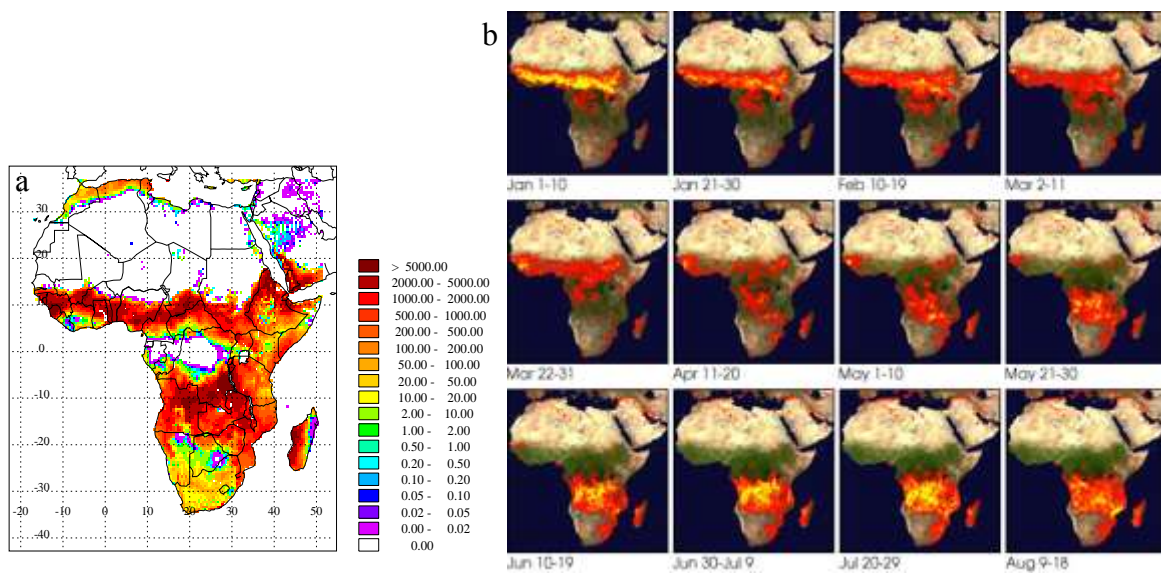 a
30
10
0
-10
-20
-30
-40
-20 -10 0 10 20 30 40 50
> 5000.00
2000.00 - 5000.00
1000.00 - 2000.00
500.00 - 1000.00
200.00 - 500.00
100.00 - 200.00
50.00 - 100.00
20.00 - 50.00
10.00 - 20.00
2.00 - 10.00
1.00 - 2.00
0.50 - 1.00
0.20 - 0.50
0.10 - 0.20
0.05 - 0.10
0.02 - 0.05
0.00 - 0.02
0.00
b
Jan 1-10
Jan 21-30
Feb 10-19
Mar 2-11
Mar 22-31
Apr 11-20
May 1-10
May 21-30
Jun 10-19
Jun 30-Jul 9
Jul 20-29
Aug 9-18